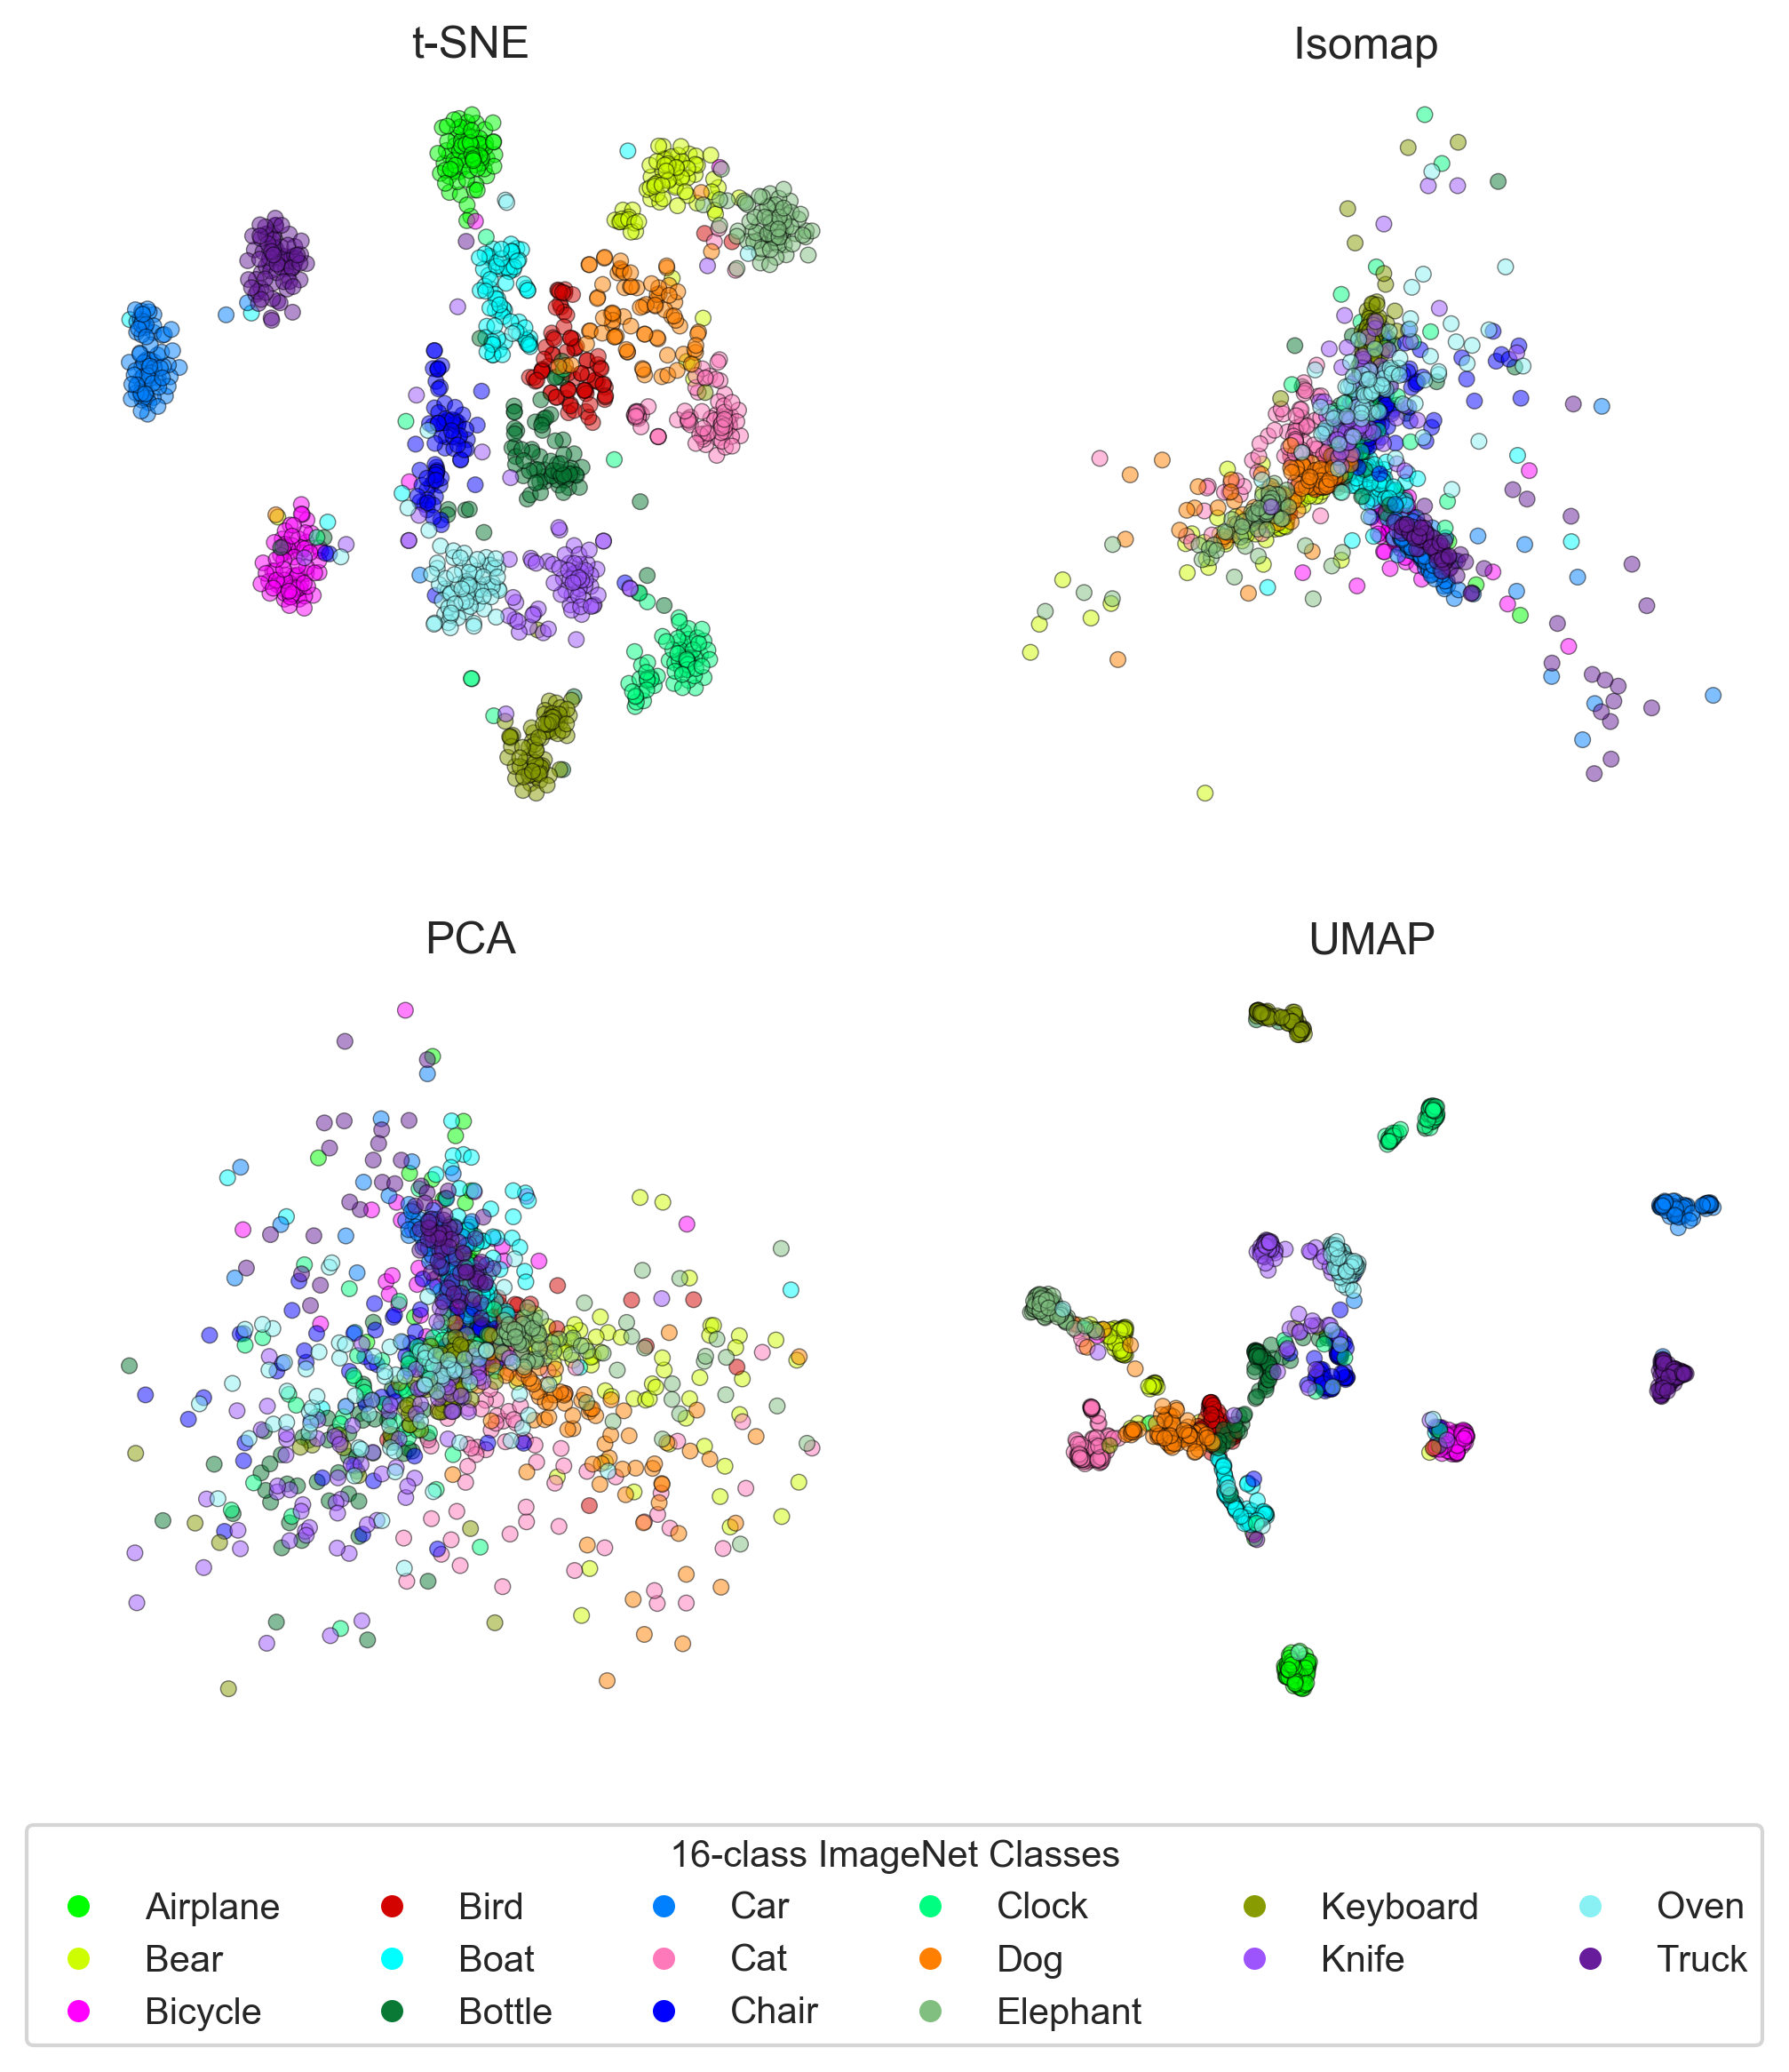 t-SNE
Isomap
PCA
UMAP
16-class ImageNet Classes
Airplane
Bird
Car
Clock
Keyboard
Oven
Bear
Boat
Cat
Dog
Knife
Truck
Bicycle
Bottle
Chair
Elephant